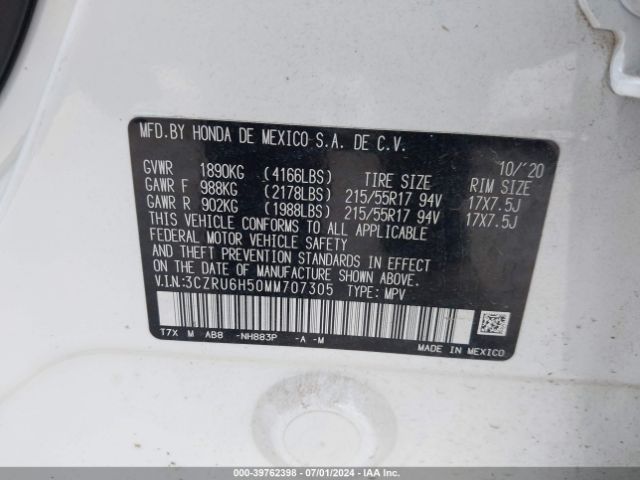 MFD.BY HONDA DE MEXICO S.A. DE C.V.
10/'20
GVWR 1890KG (4166LBS) TIRE SIZE RIM SIZE
GAWR F 988KG (2178LBS) 215/55R17 94V 17X7.5J
GAWR R 902KG (1988LBS) 215/55R17 94V 17X7.5J
THIS VEHICLE CONFORMS TO ALL APPLICABLE
FEDERAL MOTOR VEHICLE SAFETY
AND THEFT PREVENTION STANDARDS IN EFFECT
ON THE DATE OF MANUFACTURE SHOWN ABOVE.
V.I.N:3CZRU6H50MM707305 TYPE: MPV
T7X M AB8 -NH883P -A -M
MADE IN MEXICO
000-39762398 - 07/01/2024 - IAAI.com